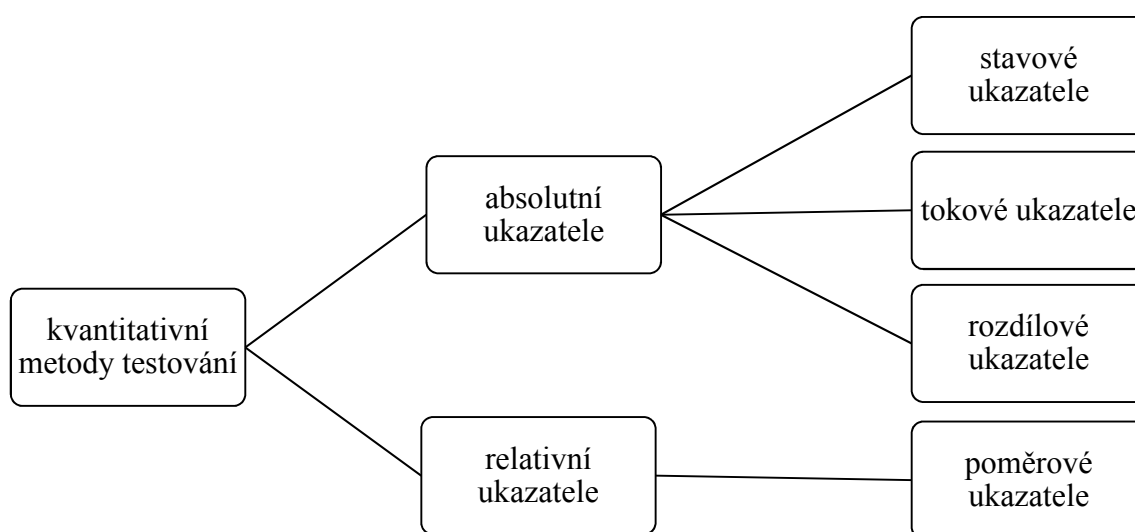 kvantitativní
metody testování
absolutní
ukazatele
relativní
ukazatele
stavové
ukazatele
tokové ukazatele
rozdílové
ukazatele
poměrové
ukazatele